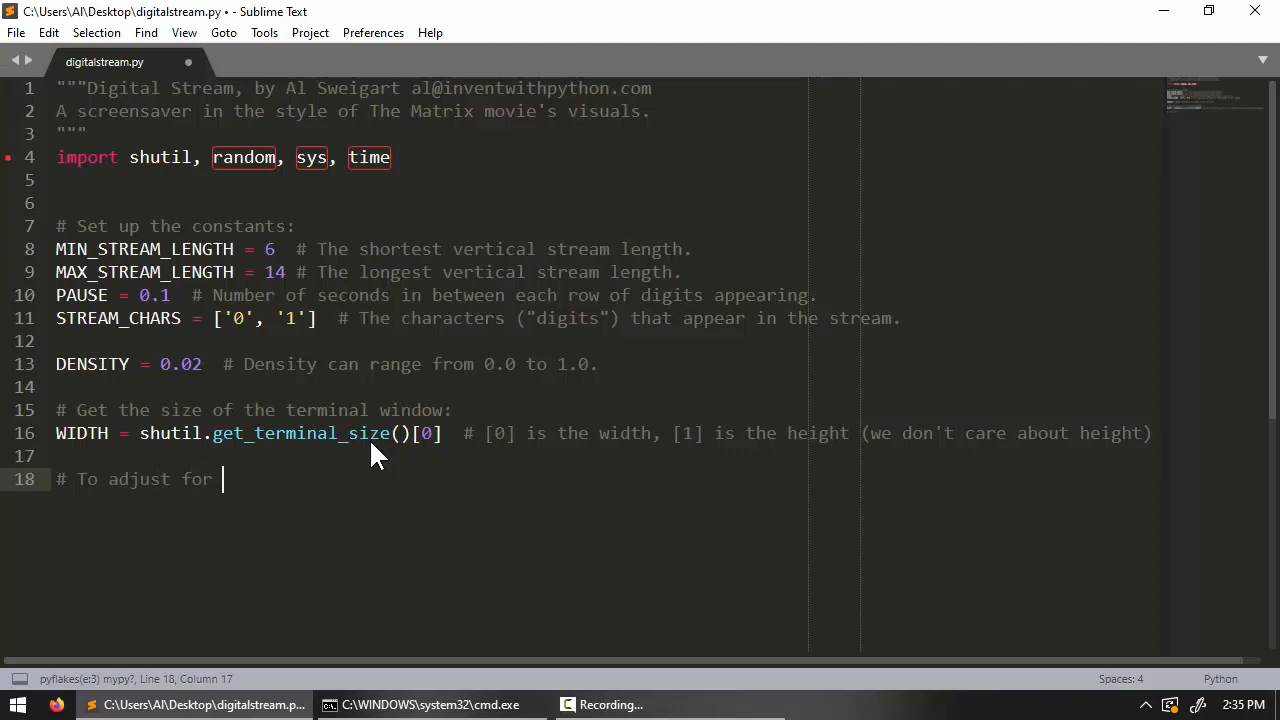 C:\Users\Al\Desktop\digitalstream.py • - Sublime Text
File Edit Selection Find View Goto Tools Project Preferences Help
digitalstream.py
1 """Digital Stream, by Al Sweigart al@inventwithpython.com
2 A screensaver in the style of The Matrix movie's visuals.
3 """
4 import shutil, random, sys, time
5
6
7 # Set up the constants:
8 MIN_STREAM_LENGTH = 6  # The shortest vertical stream length.
9 MAX_STREAM_LENGTH = 14 # The longest vertical stream length.
10 PAUSE = 0.1  # Number of seconds in between each row of digits appearing.
11 STREAM_CHARS = ['0', '1']  # The characters ("digits") that appear in the stream.
12
13 DENSITY = 0.02  # Density can range from 0.0 to 1.0.
14
15 # Get the size of the terminal window:
16 WIDTH = shutil.get_terminal_size()[0]  # [0] is the width, [1] is the height (we don't care about height)
17
18 # To adjust for
pyflakes(e:3) mypy?, Line 18, Column 17 Spaces: 4 Python
C:\Users\Al\Desktop\digitalstream.p... C:\WINDOWS\system32\cmd.exe Recording... 2:35 PM